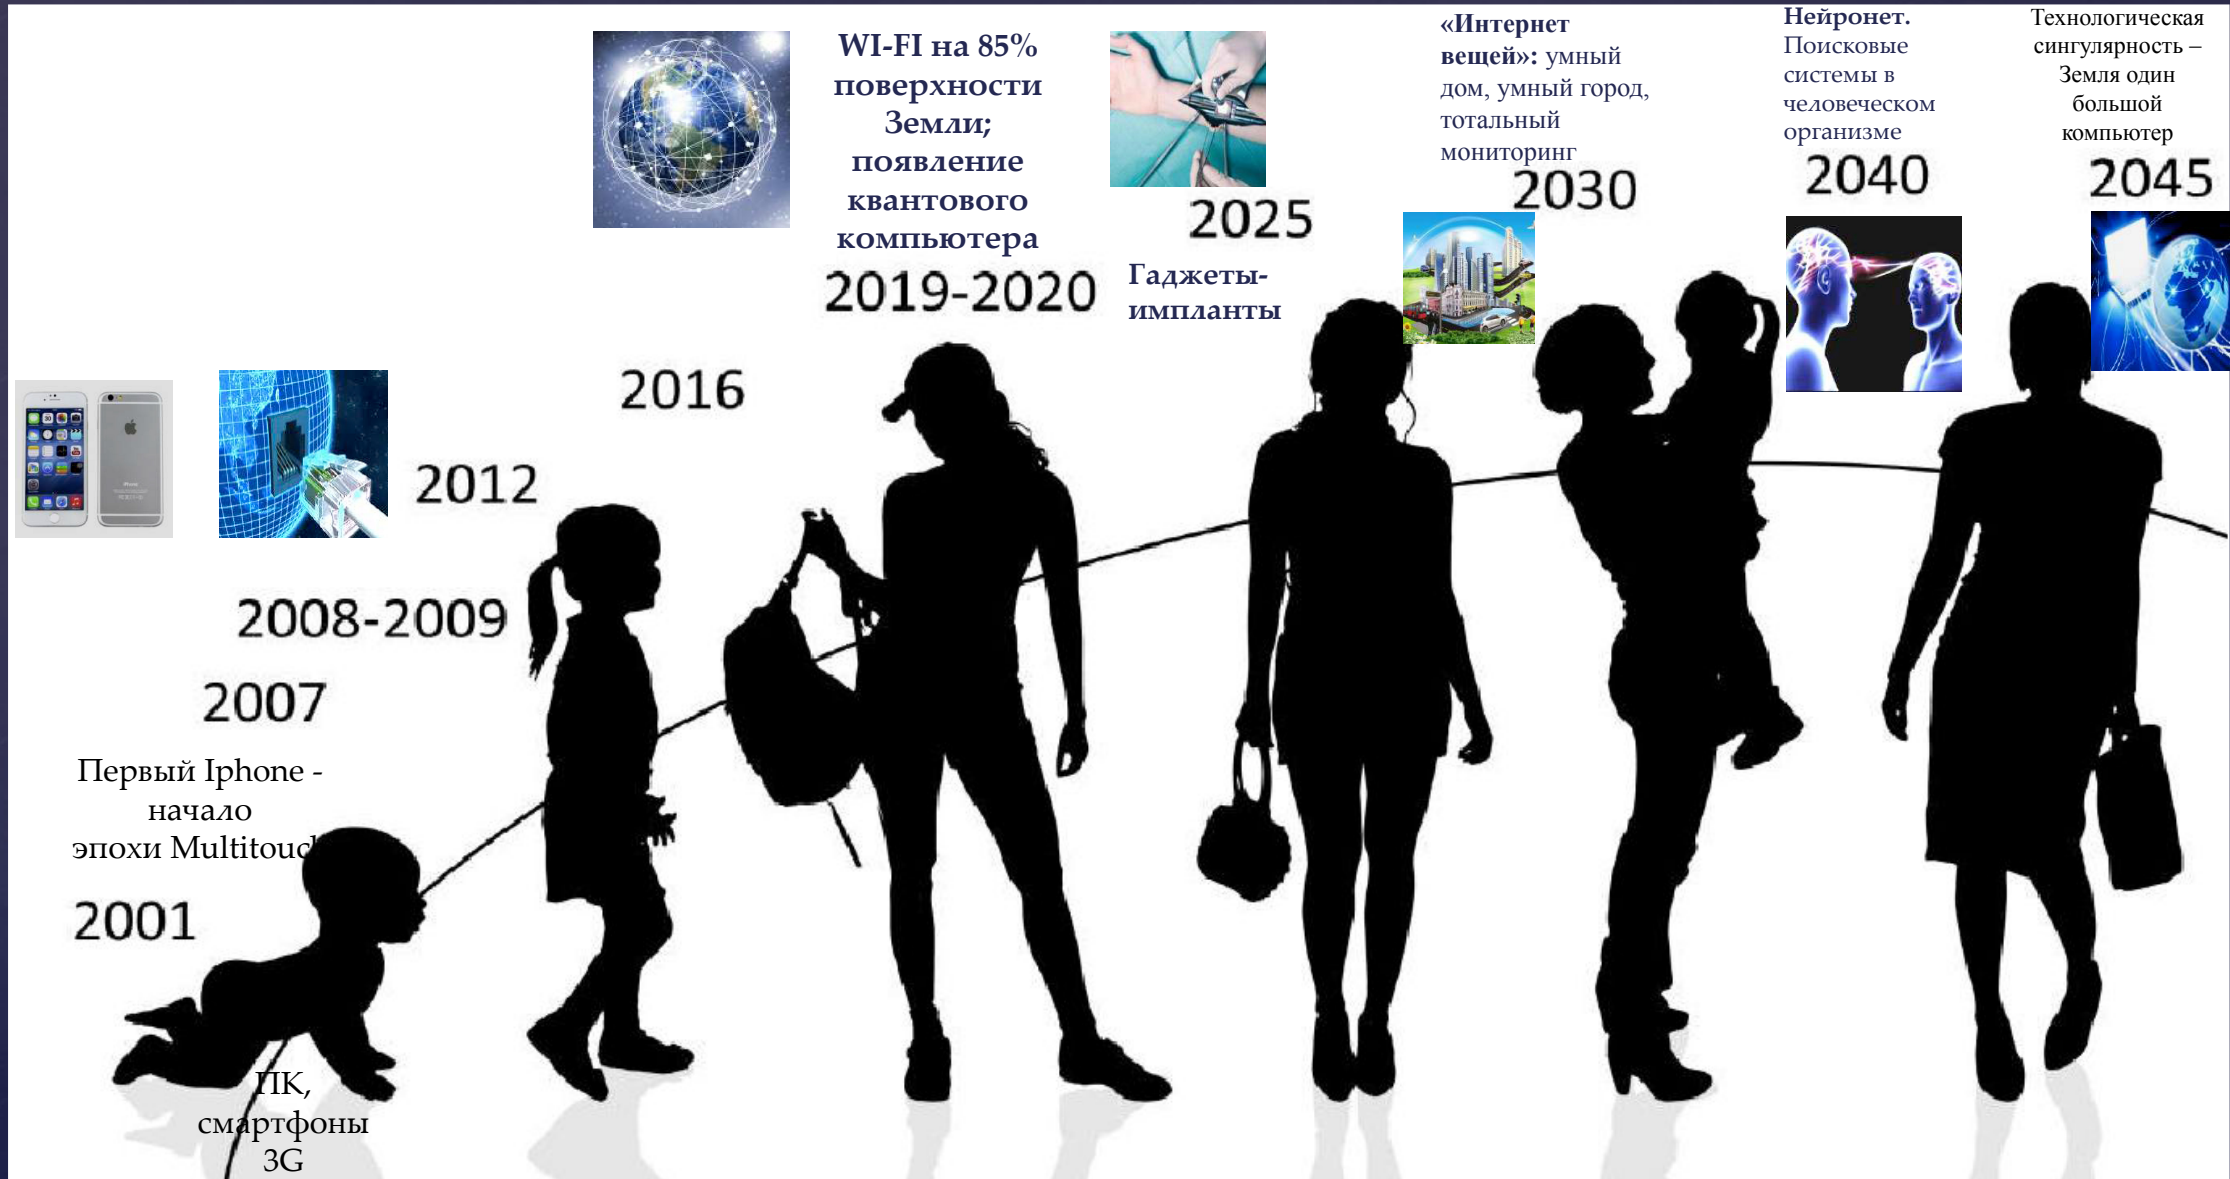 WI-FI на 85%
поверхности
Земли;
появление
квантового
компьютера
2019-2020
2025
Гаджеты-
импланты
«Интернет
вещей»: умный
дом, умный город,
тотальный
мониторинг
2030
Нейронет.
Поисковые
системы в
человеческом
организме
2040
Технологическая
сингулярность –
Земля один
большой
компьютер
2045
2016
2012
2008-2009
2007
Первый Iphone -
начало
эпохи Multitouch
2001
ПК,
смартфоны
3G